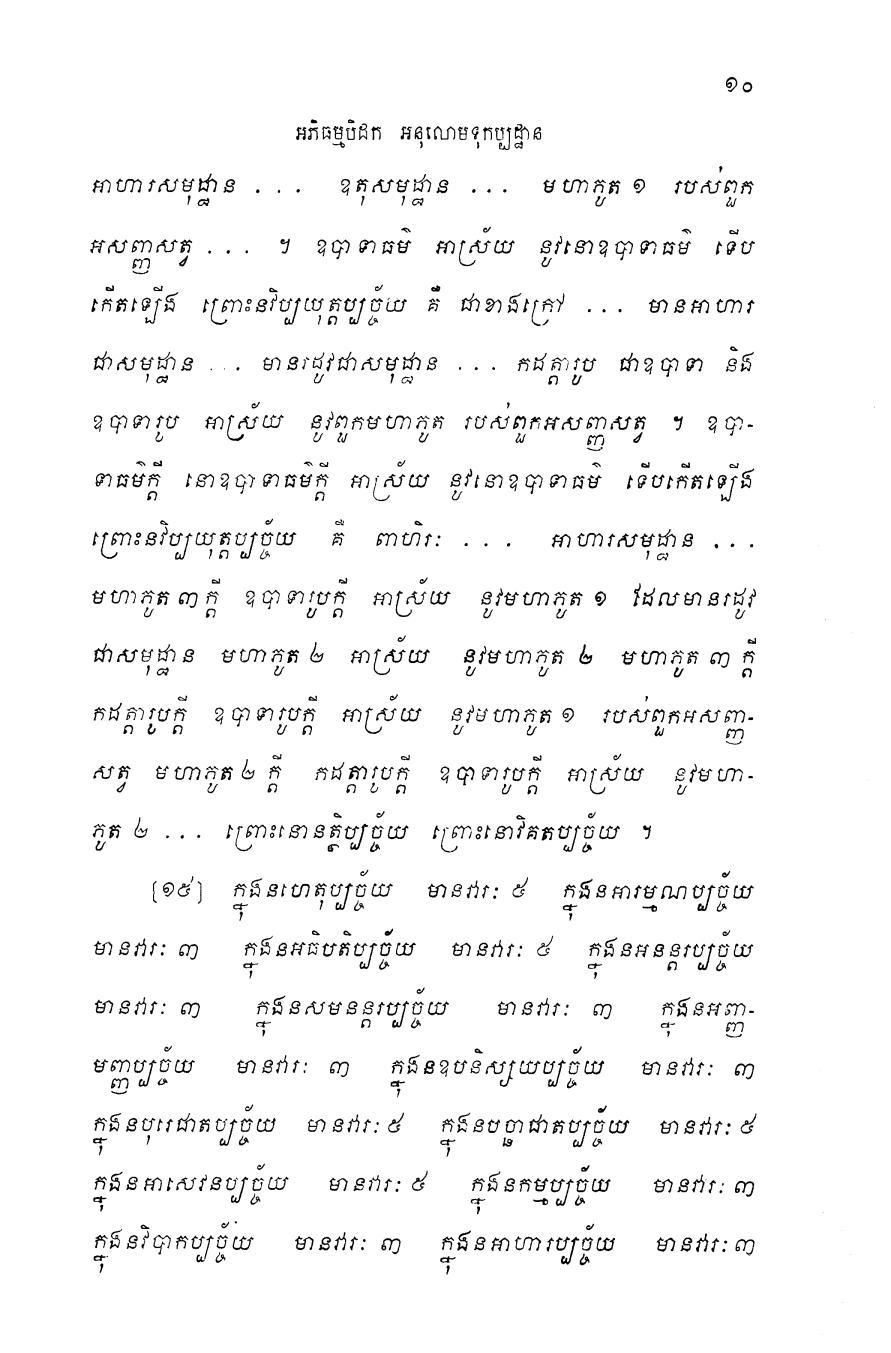 ១០
អភិធម្មបិដក អនុលោមទុកប្បដ្ឋាន
អាហារសមុដ្ឋាន ... ឧតុសមុដ្ឋាន ... មហាភូត ១ របស់ពួក
អសញ្ញសត្វ ... ។ ឧបាទាធម៌ អាស្រ័យ នូវនោឧបាទាធម៌ ទើប
កើតឡើង ព្រោះនវិប្បយុត្តប្បច្ច័យ គឺ ជាខាងក្រៅ ... មានអាហារ
ជាសមុដ្ឋាន ... មានរដូវជាសមុដ្ឋាន ... កដត្តារូប ជាឧបាទា និង
ឧបាទារូប អាស្រ័យ នូវពួកមហាភូត របស់ពួកអសញ្ញសត្វ ។ ឧបា-
ទាធម៌ក្តី នោឧបាទាធម៌ក្តី អាស្រ័យ នូវនោឧបាទាធម៌ ទើបកើតឡើង
ព្រោះនវិប្បយុត្តប្បច្ច័យ គឺ ពាហិរៈ ... អាហារសមុដ្ឋាន ...
មហាភូត ៣ ក្តី ឧបាទារូបក្តី អាស្រ័យ នូវមហាភូត ១ ដែលមានរដូវ
ជាសមុដ្ឋាន មហាភូត ២ អាស្រ័យ នូវមហាភូត ២ មហាភូត ៣ ក្តី
កដត្តារូបក្តី ឧបាទារូបក្តី អាស្រ័យ នូវមហាភូត ១ របស់ពួកអសញ្ញ-
សត្វ មហាភូត ២ ក្តី កដត្តារូបក្តី ឧបាទារូបក្តី អាស្រ័យ នូវមហា-
ភូត ២ ... ព្រោះនោនត្ថិប្បច្ច័យ ព្រោះនោវិគតប្បច្ច័យ ។
[១៥] ក្នុងនហេតុប្បច្ច័យ មានវារៈ ៥ ក្នុងនអារម្មណប្បច្ច័យ
មានវារៈ ៣ ក្នុងនអធិបតិប្បច្ច័យ មានវារៈ ៥ ក្នុងនអនន្តរប្បច្ច័យ
មានវារៈ ៣ ក្នុងនសមនន្តរប្បច្ច័យ មានវារៈ ៣ ក្នុងនអញ្ញ-
មញ្ញប្បច្ច័យ មានវារៈ ៣ ក្នុងនឧបនិស្សយប្បច្ច័យ មានវារៈ ៣
ក្នុងនបុរេជាតប្បច្ច័យ មានវារៈ ៥ ក្នុងនបច្ឆាជាតប្បច្ច័យ មានវារៈ ៥
ក្នុងនអាសេវនប្បច្ច័យ មានវារៈ ៥ ក្នុងនកម្មប្បច្ច័យ មានវារៈ ៣
ក្នុងនវិបាកប្បច្ច័យ មានវារៈ ៣ ក្នុងនអាហារប្បច្ច័យ មានវារៈ ៣